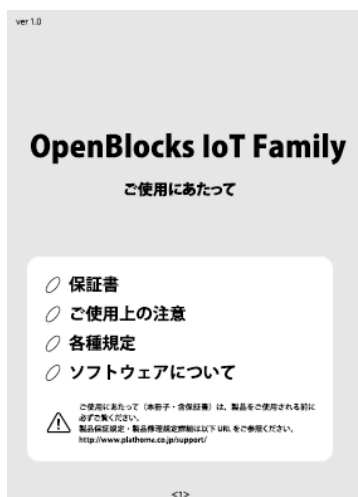 ver 1.0
OpenBlocks IoT Family
ご使用にあたって
保証書
ご使用上の注意
各種規定
ソフトウェアについて
ご使用にあたって（本冊子・含保証書）は、製品をご使用される前に
必ずご覧ください。
製品保証規定・製品修理規定詳細は以下 URL をご参照ください。
http://www.plathome.co.jp/support/
<1>